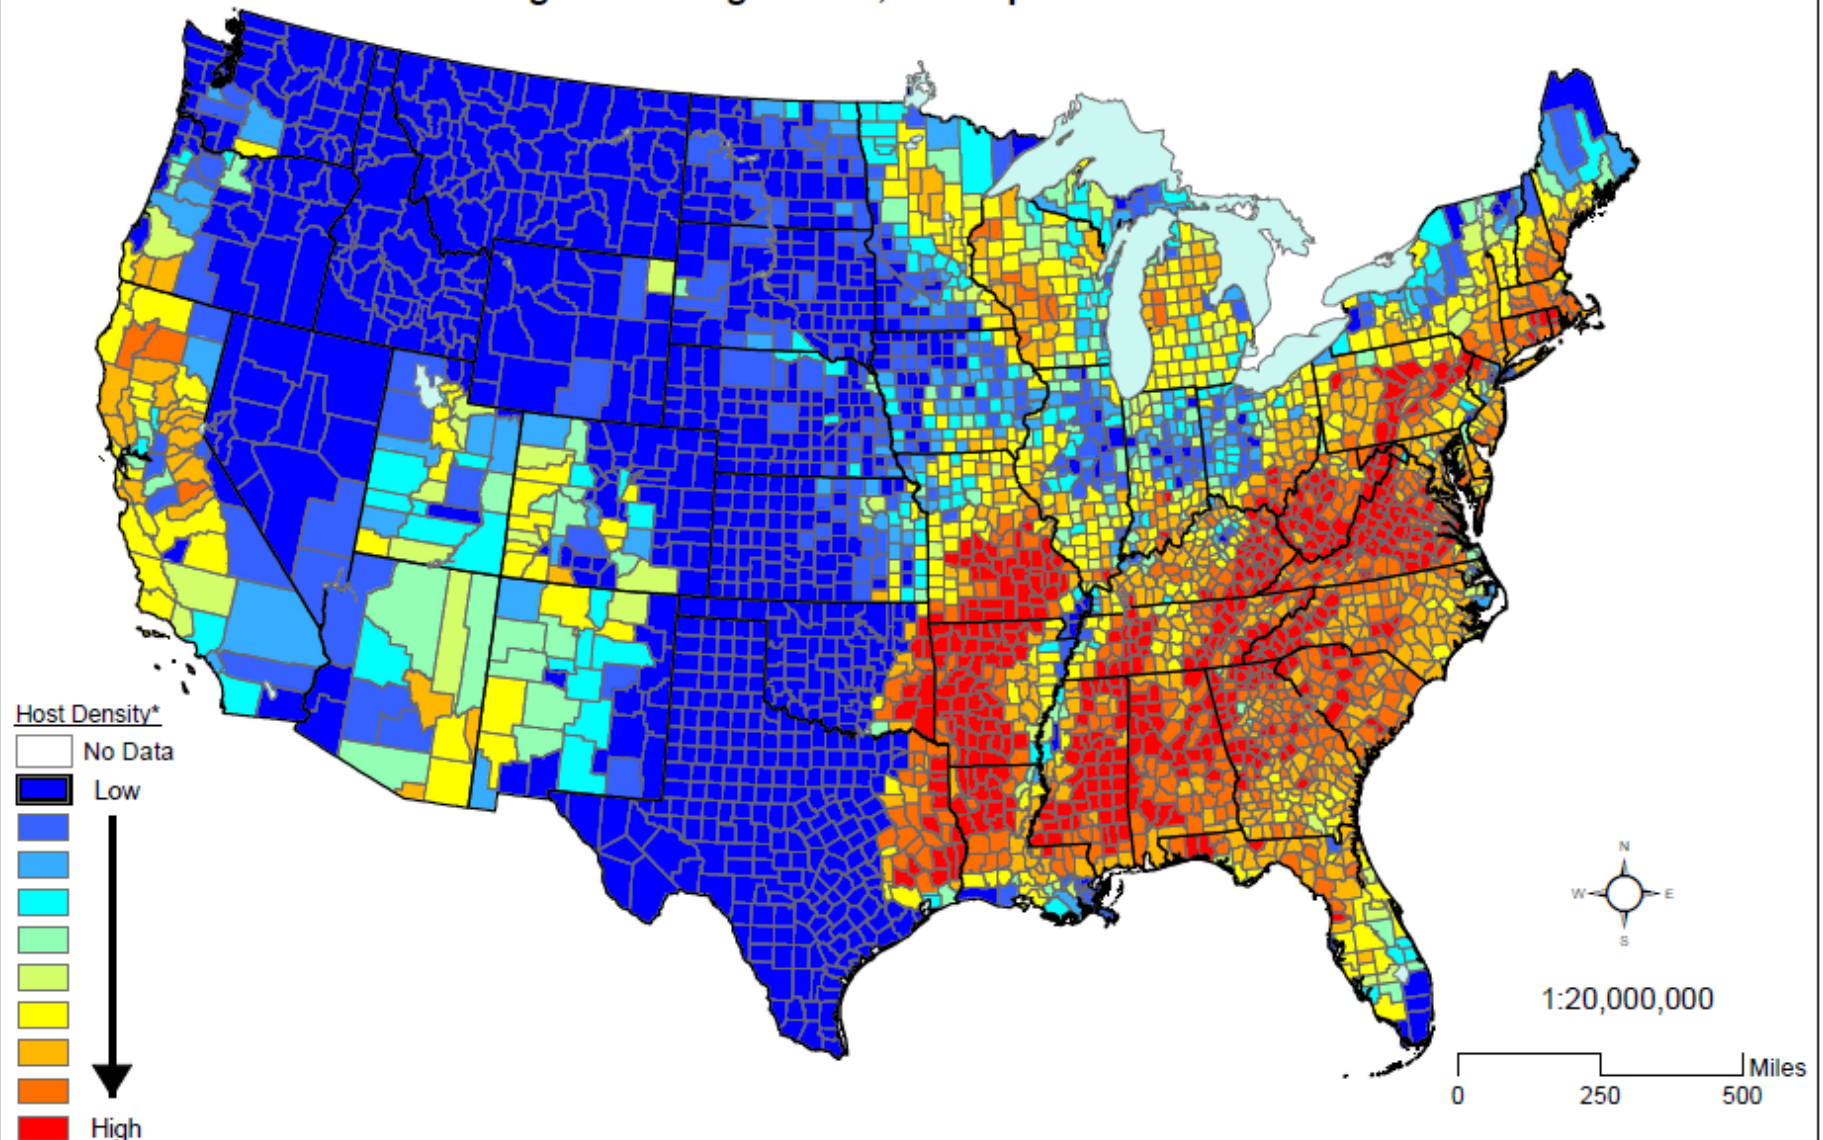 Host Density*
No Data
Low
High
N
W
E
S
1:20,000,000
Miles
0
250
500